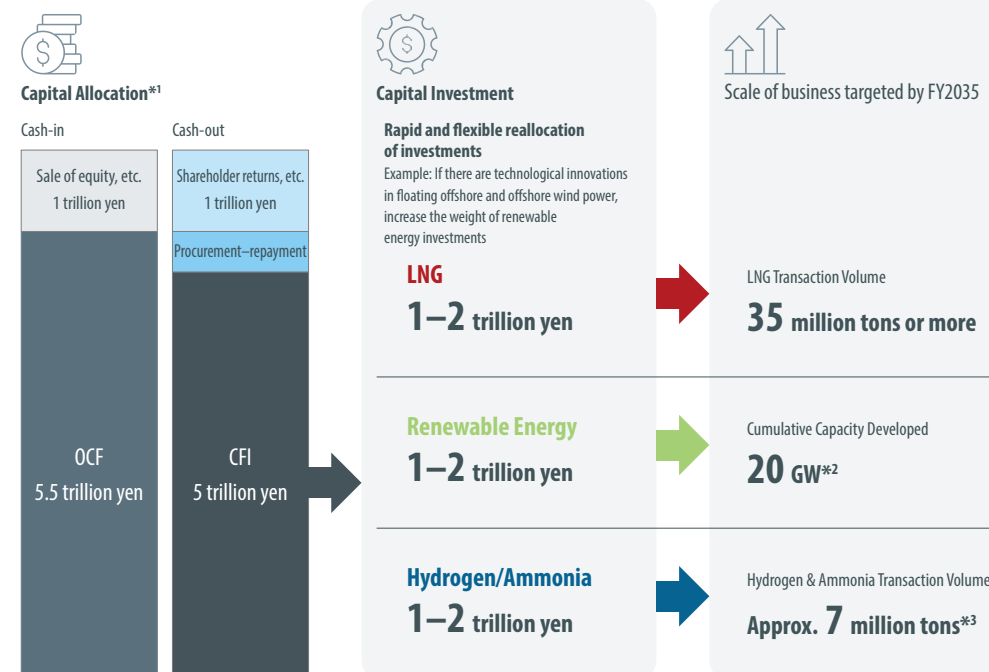 Capital Allocation*1
Cash-in
Cash-out
Sale of equity, etc.
1 trillion yen
OCF
5.5 trillion yen
Shareholder returns, etc.
1 trillion yen
Procurement–repayment
CFI
5 trillion yen
Capital Investment
Rapid and flexible reallocation
of investments
Example: If there are technological innovations
in floating offshore and offshore wind power,
increase the weight of renewable
energy investments
LNG
1–2 trillion yen
Renewable Energy
1–2 trillion yen
Hydrogen/Ammonia
1–2 trillion yen
Scale of business targeted by FY2035
LNG Transaction Volume
35 million tons or more
Cumulative Capacity Developed
20 GW*2
Hydrogen & Ammonia Transaction Volume
Approx. 7 million tons*3